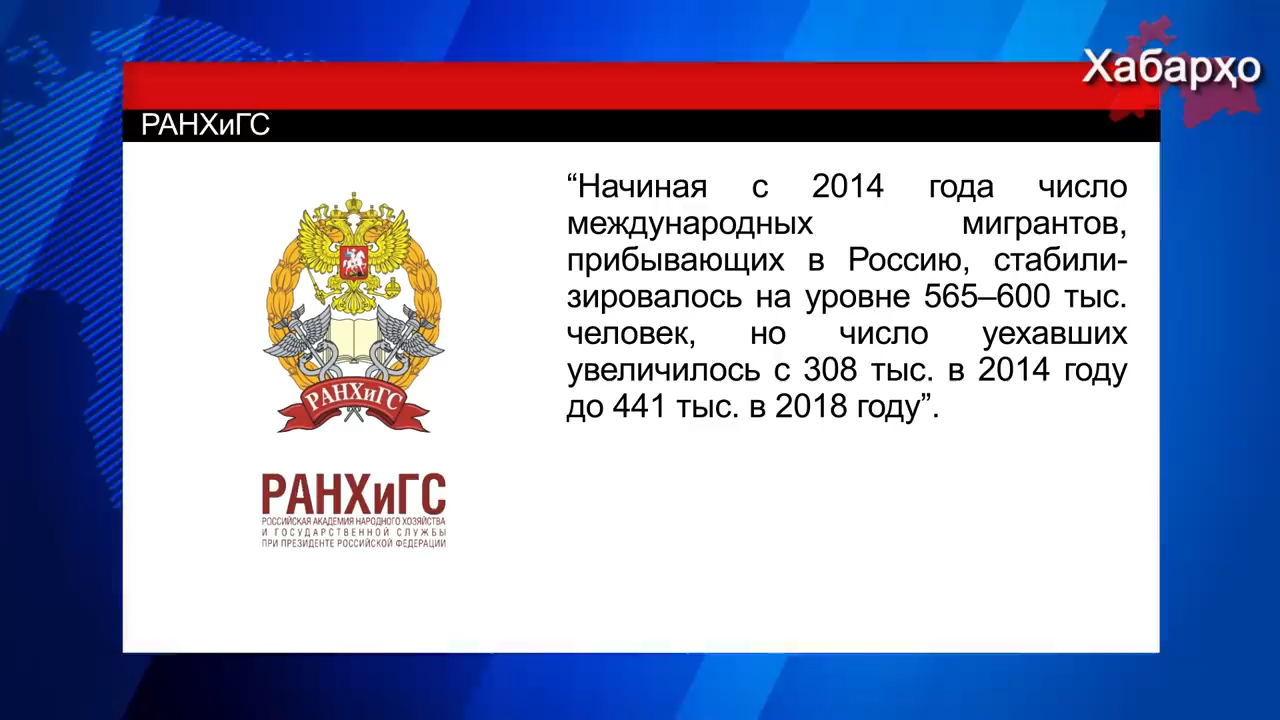 Хабарҳо
РАНХиГС
“Начиная с 2014 года число
международных мигрантов,
прибывающих в Россию, стабили-
зировалось на уровне 565–600 тыс.
человек, но число уехавших
увеличилось с 308 тыс. в 2014 году
до 441 тыс. в 2018 году”.
РАНХиГС
РАНХиГС
РОССИЙСКАЯ АКАДЕМИЯ НАРОДНОГО ХОЗЯЙСТВА
И ГОСУДАРСТВЕННОЙ СЛУЖБЫ
ПРИ ПРЕЗИДЕНТЕ РОССИЙСКОЙ ФЕДЕРАЦИИ